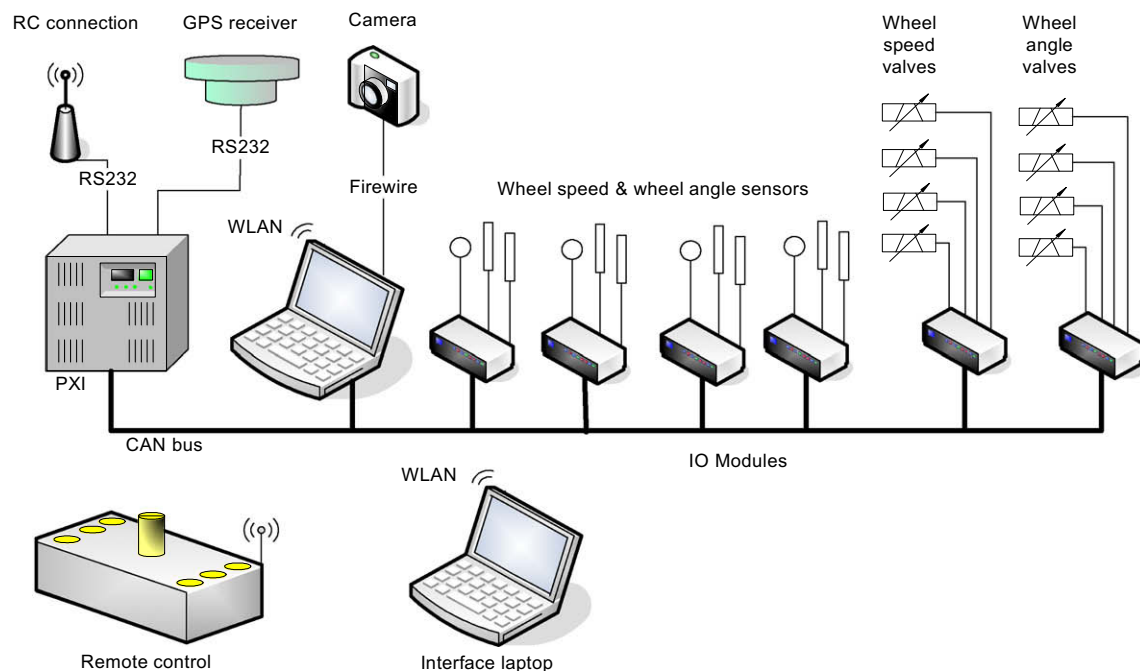 RC connection
GPS receiver
Camera
Wheel
speed
valves
Wheel
angle
valves
RS232
RS232
Firewire
Wheel speed & wheel angle sensors
WLAN
PXI
CAN bus
IO Modules
WLAN
Remote control
Interface laptop